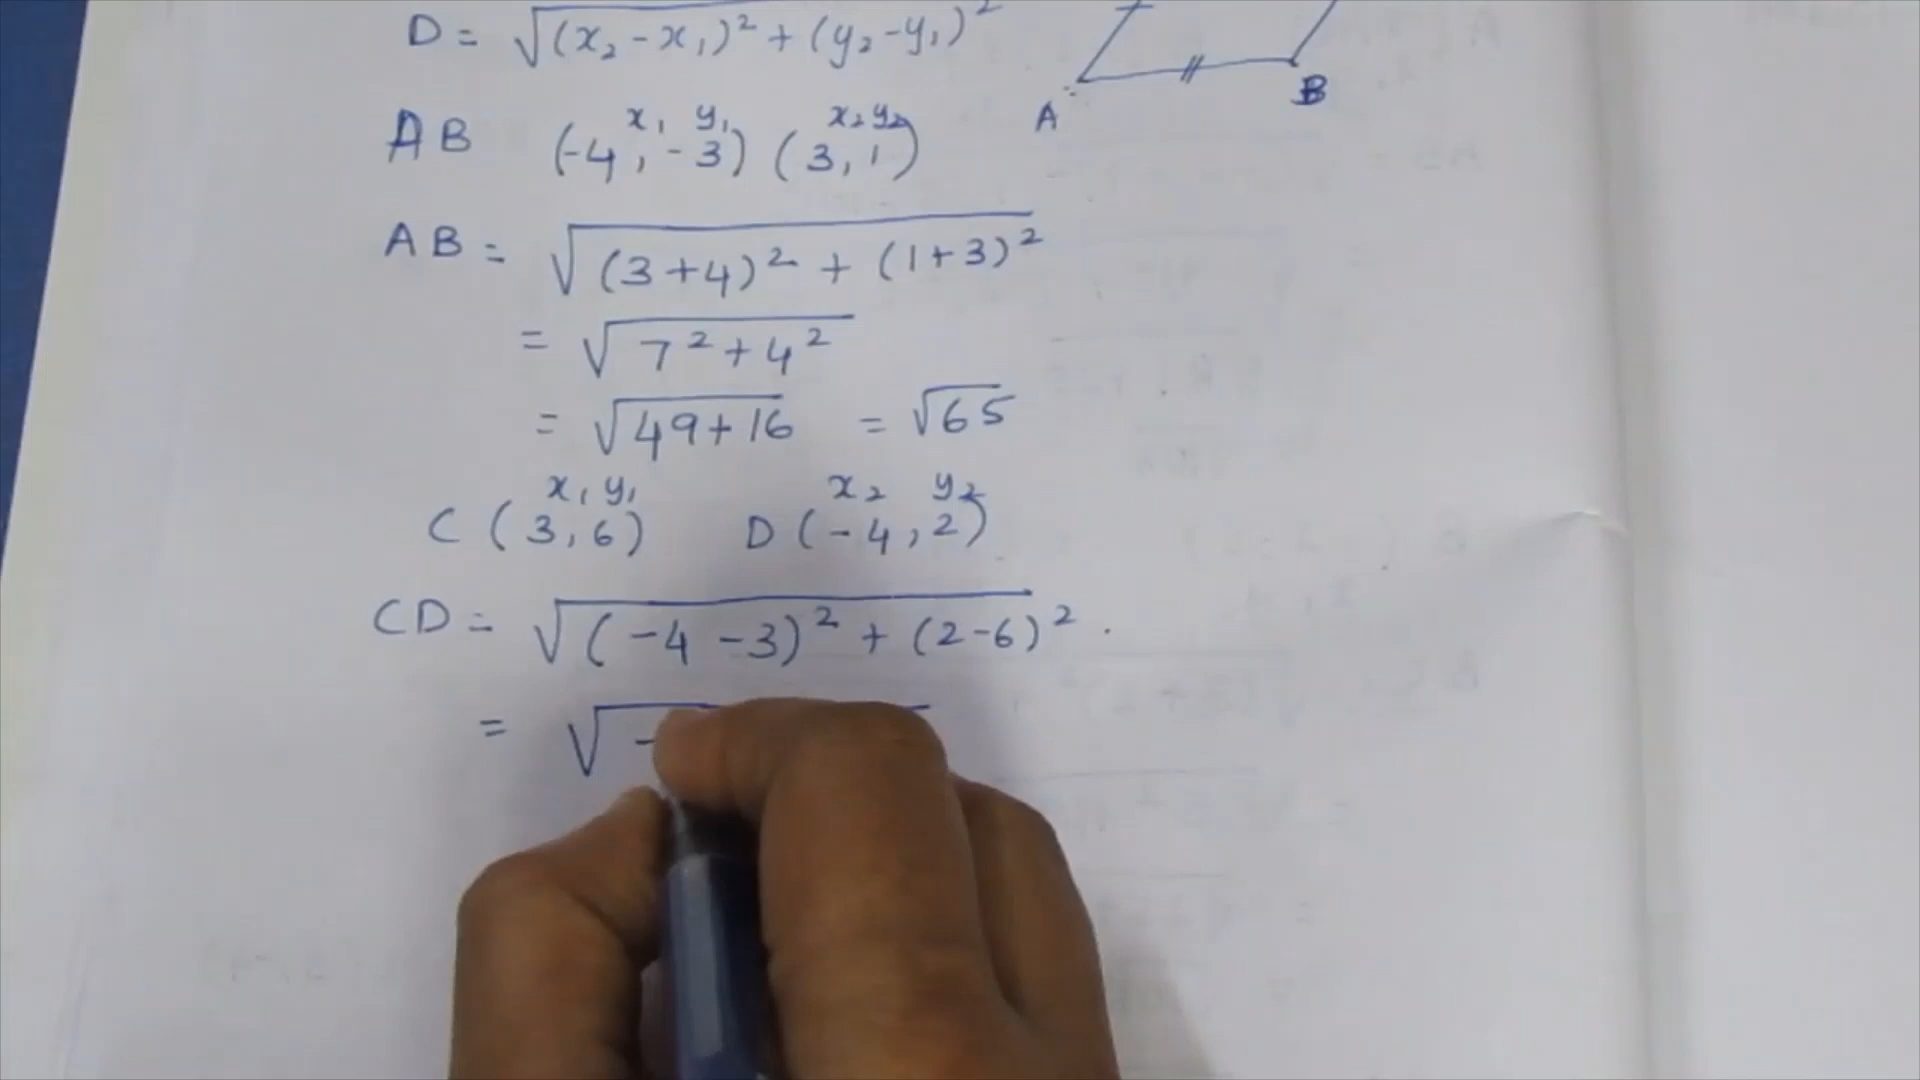 D = √(x₂ - x₁)² + (y₂ - y₁)²
A B
x₁ y₁ x₂ y₂
AB (-4, -3) (3, 1)
AB = √(3+4)² + (1+3)²
= √7² + 4²
= √49+16 = √65
x₁ y₁ x₂ y₂
C (3, 6) D (-4, 2)
CD = √(-4 -3)² + (2-6)² .
= √-